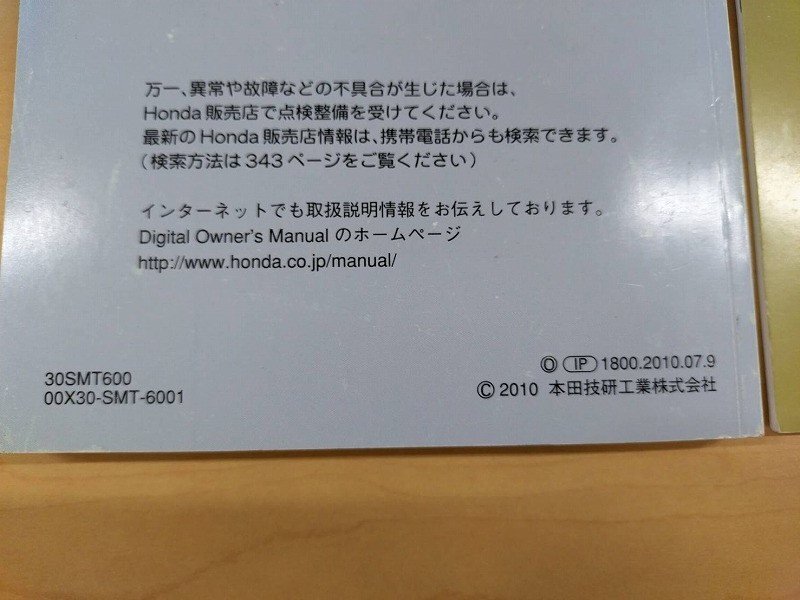 万一、異常や故障などの不具合が生じた場合は、
Honda 販売店で点検整備を受けてください。
最新の Honda 販売店情報は、携帯電話からも検索できます。
(検索方法は 343 ページをご覧ください)
インターネットでも取扱説明情報をお伝えしております。
Digital Owner's Manual のホームページ
http://www.honda.co.jp/manual/
30SMT600
00X30-SMT-6001
Ⓞ IP 1800.2010.07.9
© 2010 本田技研工業株式会社